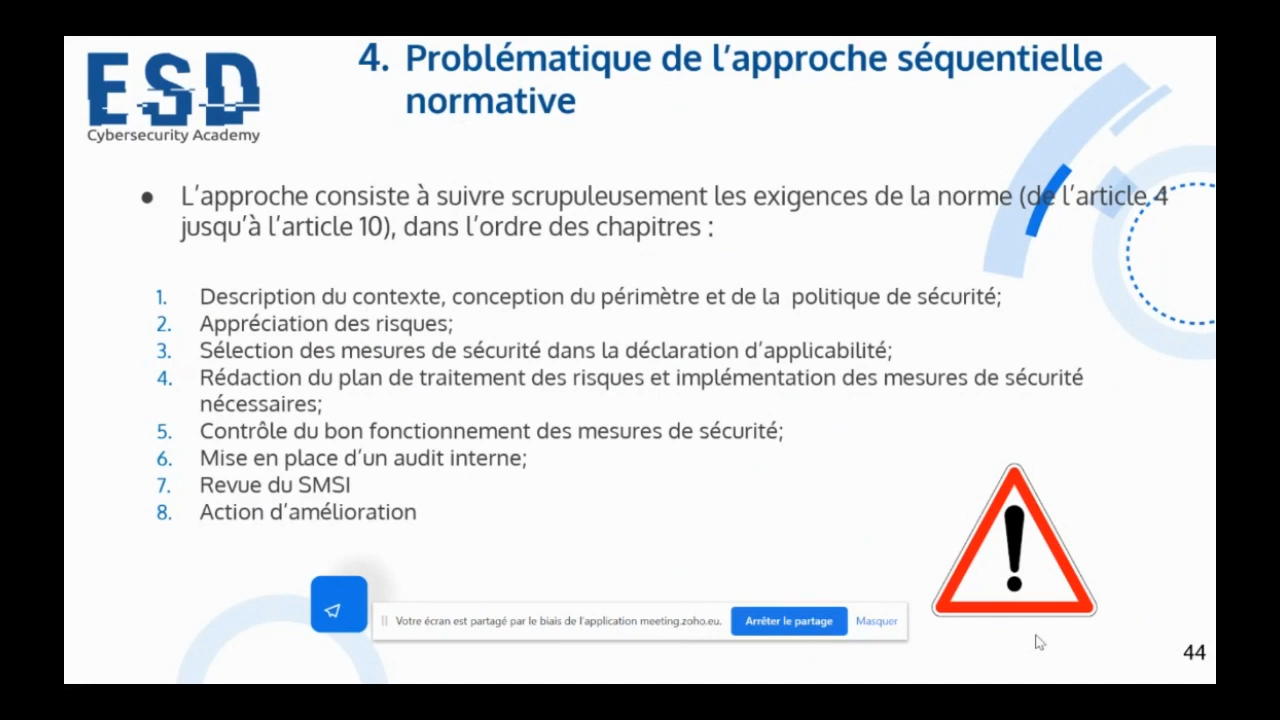 ESD
Cybersecurity Academy
4. Problématique de l’approche séquentielle
normative
● L’approche consiste à suivre scrupuleusement les exigences de la norme (de l’article 4
jusqu’à l’article 10), dans l’ordre des chapitres :
1. Description du contexte, conception du périmètre et de la politique de sécurité;
2. Appréciation des risques;
3. Sélection des mesures de sécurité dans la déclaration d’applicabilité;
4. Rédaction du plan de traitement des risques et implémentation des mesures de sécurité
nécessaires;
5. Contrôle du bon fonctionnement des mesures de sécurité;
6. Mise en place d’un audit interne;
7. Revue du SMSI
8. Action d’amélioration
Votre écran est partagé par le biais de l'application meeting.zoho.eu. Arrêter le partage Masquer
44